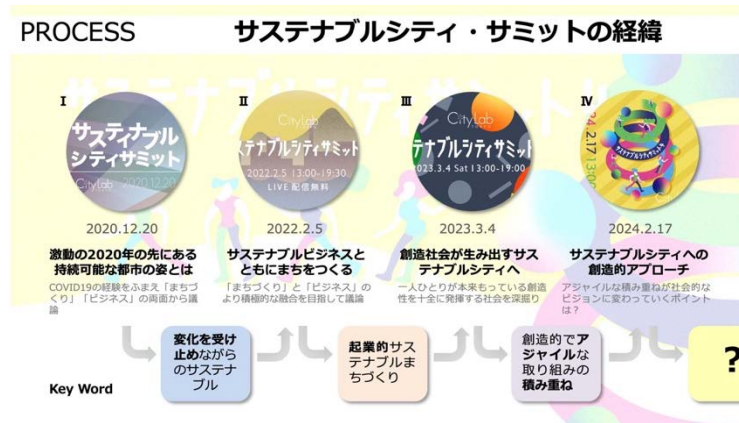 PROCESS
サステナブルシティ・サミットの経緯
I
サスティナブル
シティサミット
CityLab 2020.12.20
2020.12.20
激動の2020年の先にある
持続可能な都市の姿とは
COVID19の経験をふまえ「まちづ
くり」「ビジネス」の両面から議
論
II
CityLab
ステナブルシティサミット
2022.2.5 13:00-19:30
LIVE 配信無料
2022.2.5
サステナブルビジネスと
ともにまちをつくる
「まちづくり」と「ビジネス」の
より積極的な融合を目指して議論
III
CityLab
テナブルシティサミッ
2023.3.4 Sat 13:00-19:00
2023.3.4
創造社会が生み出すサス
テナブルシティへ
一人ひとりが本来もっている創造
性を十全に発揮する社会を深掘り
IV
サステナブルシティサミット
2024.2.17
サステナブルシティへの
創造的アプローチ
アジャイルな積み重ねが社会的な
ビジョンに変わっていくポイント
は？
Key Word
変化を受け
止めながら
のサステナ
ブル
起業的サス
テナブルま
ちづくり
創造的でア
ジャイルな
取り組みの
積み重ね
?